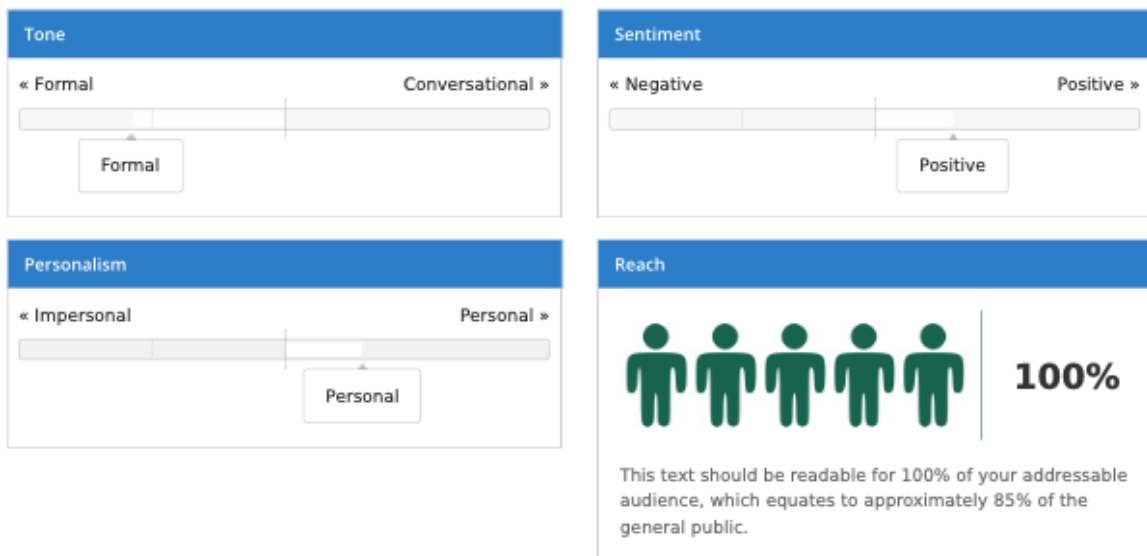 Tone
« Formal Conversational »
Formal
Sentiment
« Negative Positive »
Positive
Personalism
« Impersonal Personal »
Personal
Reach
100%
This text should be readable for 100% of your addressable
audience, which equates to approximately 85% of the
general public.